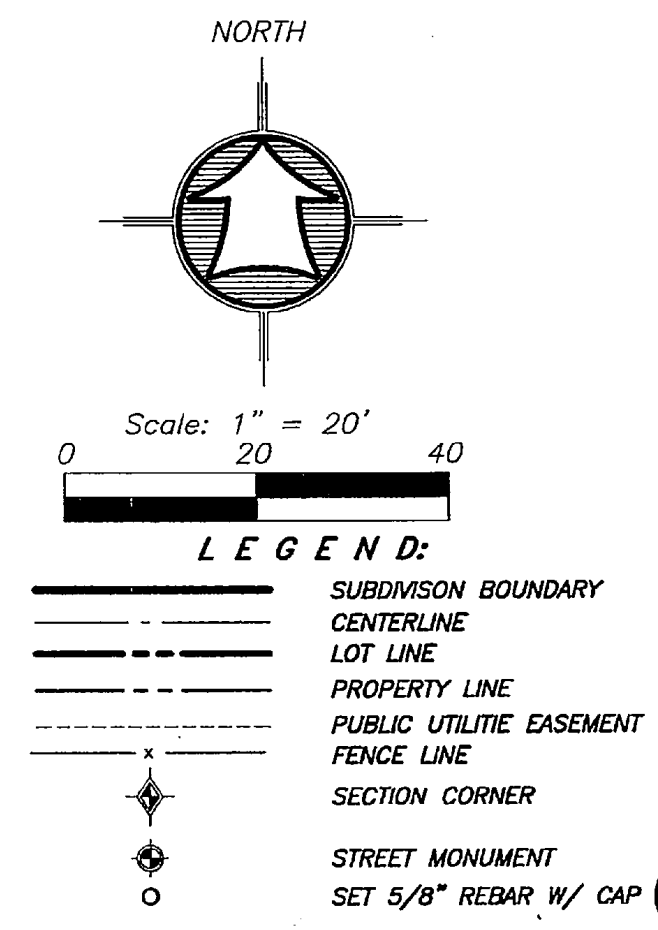 NORTH
Scale: 1" = 20'
0 20 40
LEGEND:
SUBDIVISON BOUNDARY
CENTERLINE
LOT LINE
PROPERTY LINE
PUBLIC UTILITIE EASEMENT
x FENCE LINE
SECTION CORNER
STREET MONUMENT
SET 5/8" REBAR W/ CAP (